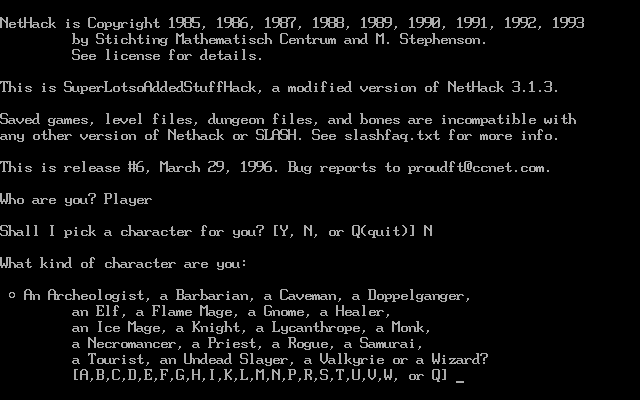 NetHack is Copyright 1985, 1986, 1987, 1988, 1989, 1990, 1991, 1992, 1993
by Stichting Mathematisch Centrum and M. Stephenson.
See license for details.
This is SuperLotsoAddedStuffHack, a modified version of NetHack 3.1.3.
Saved games, level files, dungeon files, and bones are incompatible with
any other version of Nethack or SLASH. See slashfaq.txt for more info.
This is release #6, March 29, 1996. Bug reports to proudft@ccnet.com.
Who are you? Player
Shall I pick a character for you? [Y, N, or Q(quit)] N
What kind of character are you:
o An Archeologist, a Barbarian, a Caveman, a Doppelganger,
an Elf, a Flame Mage, a Gnome, a Healer,
an Ice Mage, a Knight, a Lycanthrope, a Monk,
a Necromancer, a Priest, a Rogue, a Samurai,
a Tourist, an Undead Slayer, a Valkyrie or a Wizard?
[A,B,C,D,E,F,G,H,I,K,L,M,N,P,R,S,T,U,V,W, or Q] _